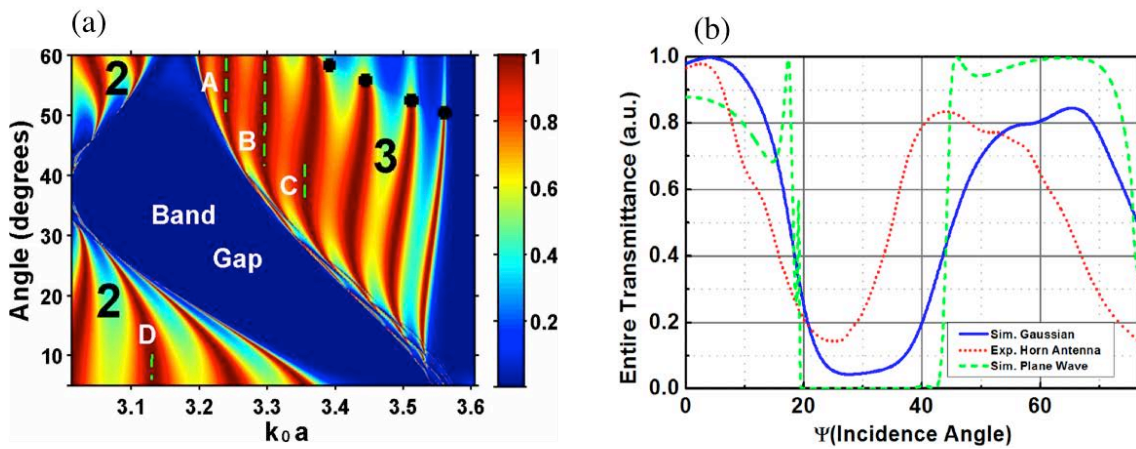 (a)
60
50
40
30
20
10
Angle (degrees)
3.1
3.2
3.3
3.4
3.5
3.6
k₀a
2
A
B
C
3
Band
Gap
2
D
1
0.8
0.6
0.4
0.2
(b)
1.0
0.8
0.6
0.4
0.2
0.0
Entire Transmittance (a.u.)
0
20
40
60
Ψ(Incidence Angle)
Sim. Gaussian
Exp. Horn Antenna
Sim. Plane Wave